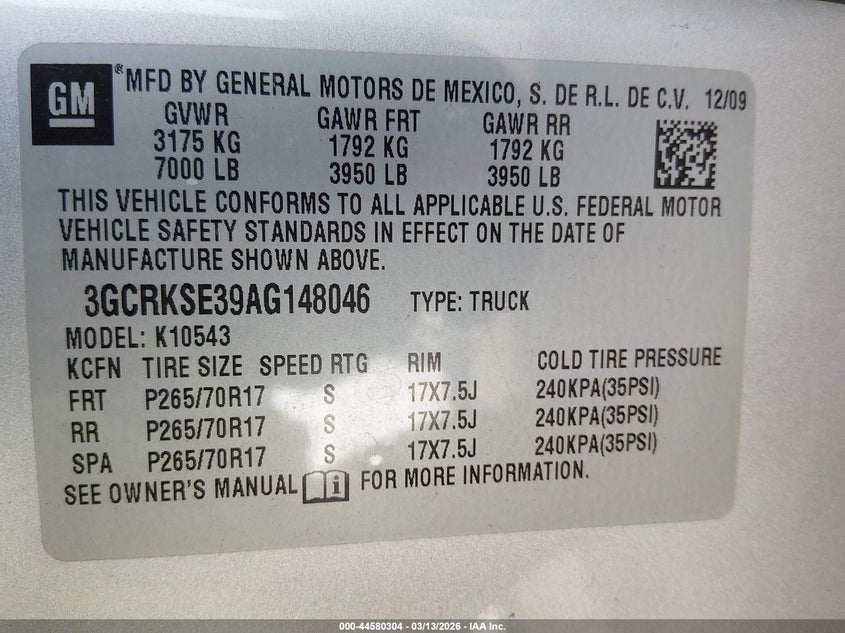 GM ® MFD BY GENERAL MOTORS DE MEXICO, S. DE R.L. DE C.V. 12/09
GVWR GAWR FRT GAWR RR
3175 KG 1792 KG 1792 KG
7000 LB 3950 LB 3950 LB
THIS VEHICLE CONFORMS TO ALL APPLICABLE U.S. FEDERAL MOTOR
VEHICLE SAFETY STANDARDS IN EFFECT ON THE DATE OF
MANUFACTURE SHOWN ABOVE.
3GCRKSE39AG148046 TYPE: TRUCK
MODEL: K10543
KCFN TIRE SIZE SPEED RTG RIM COLD TIRE PRESSURE
FRT P265/70R17 S 17X7.5J 240KPA(35PSI)
RR P265/70R17 S 17X7.5J 240KPA(35PSI)
SPA P265/70R17 S 17X7.5J 240KPA(35PSI)
SEE OWNER'S MANUAL i FOR MORE INFORMATION.
000-44580304 | 03/13/2026 - IAA Inc.